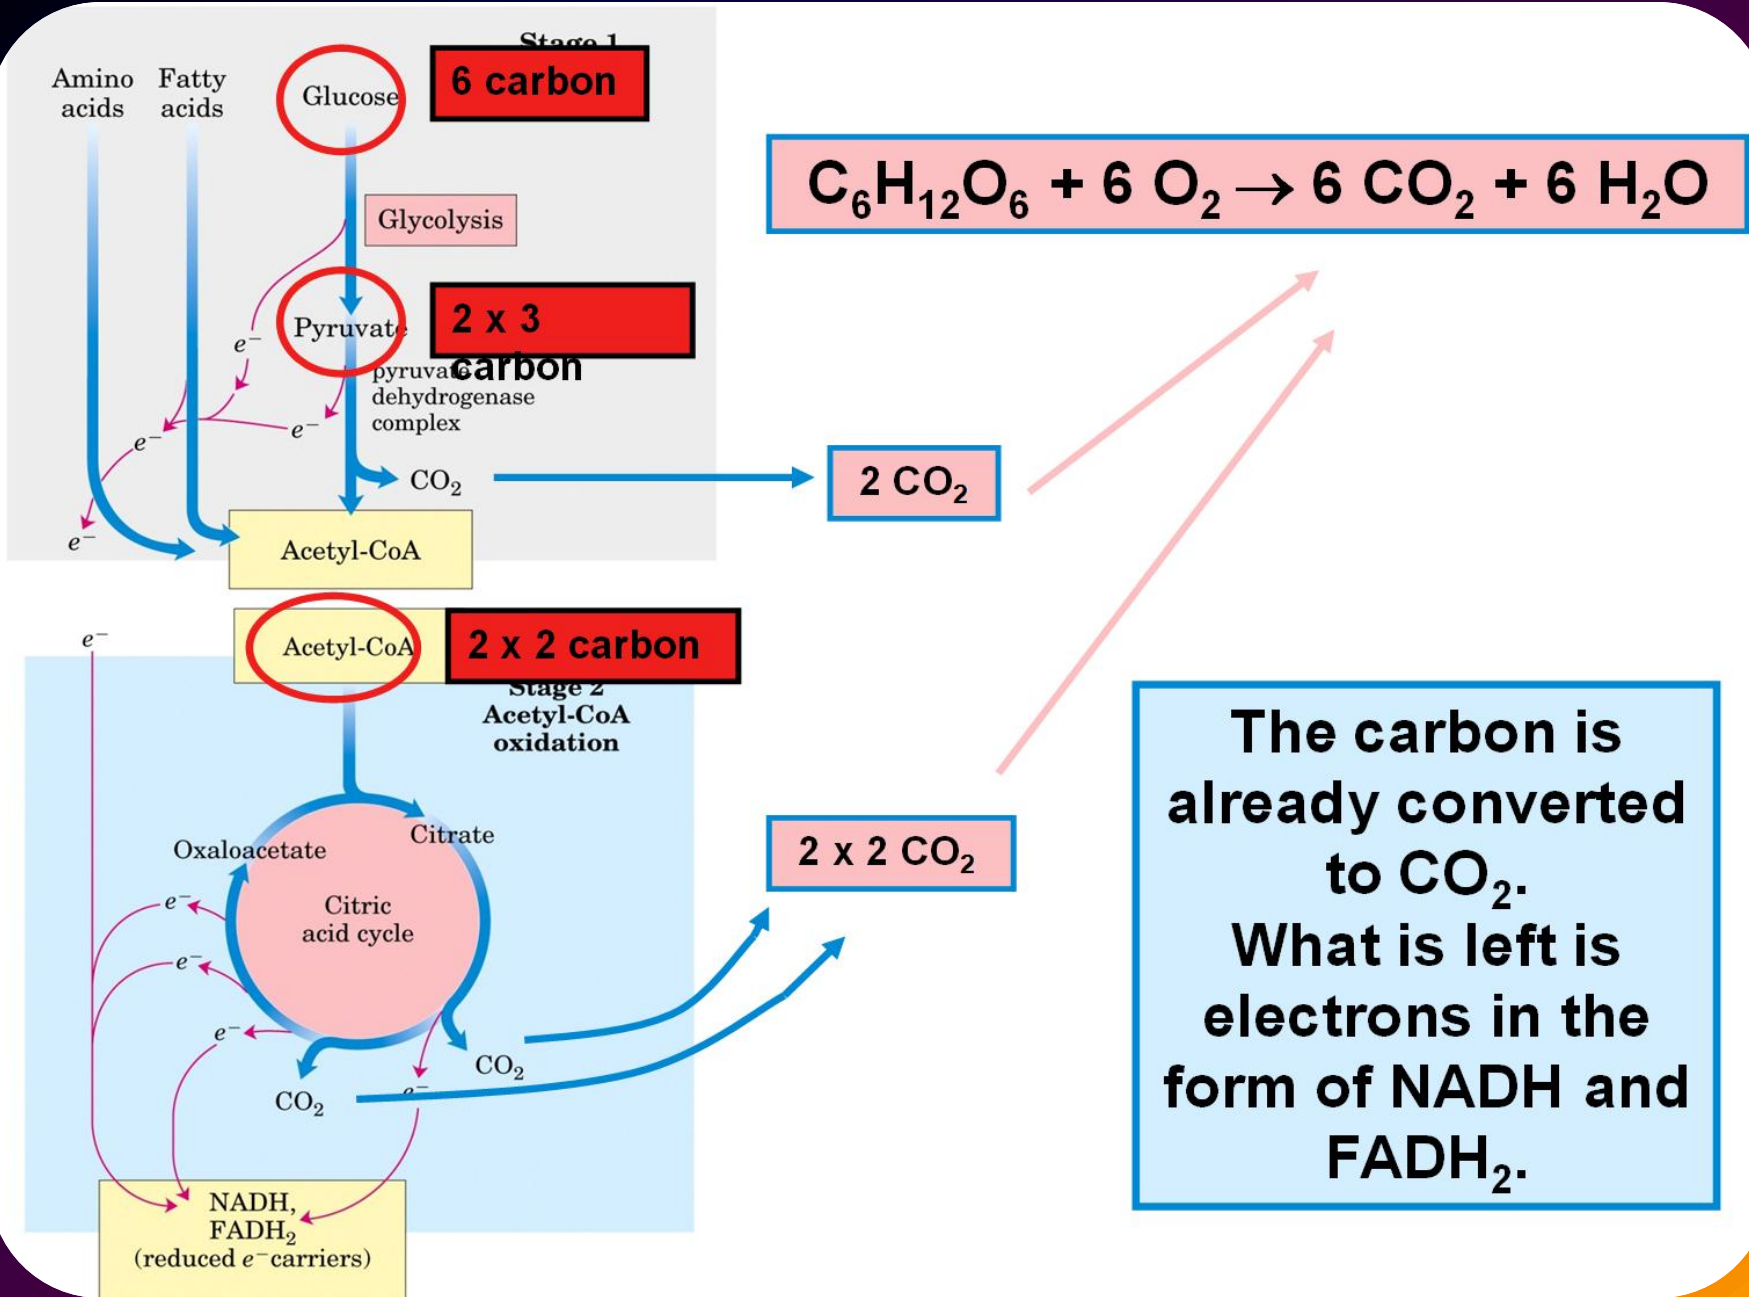 Stage 1
Amino
acids
Fatty
acids
Glucose
6 carbon
C₆H₁₂O₆ + 6 O₂ → 6 CO₂ + 6 H₂O
Glycolysis
e⁻
Pyruvate
2 x 3
carbon
pyruvate
dehydrogenase
complex
e⁻
e⁻
CO₂
2 CO₂
e⁻
Acetyl-CoA
e⁻
Acetyl-CoA
2 x 2 carbon
Stage 2
Acetyl-CoA
oxidation
Oxaloacetate
Citrate
2 x 2 CO₂
Citric
acid cycle
e⁻
e⁻
e⁻
CO₂
e⁻
CO₂
NADH,
FADH₂
(reduced e⁻carriers)
The carbon is
already converted
to CO₂.
What is left is
electrons in the
form of NADH and
FADH₂.